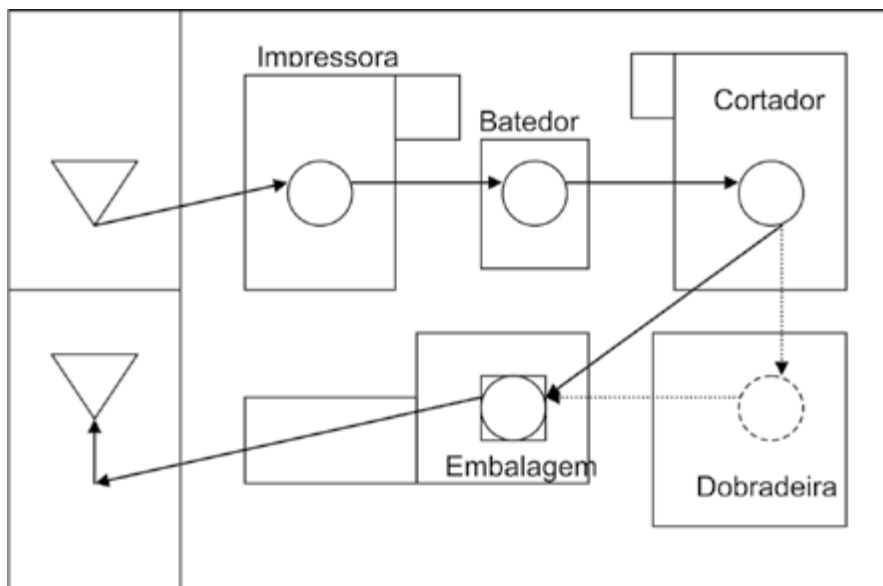 Impressora
Batedor
Cortador
Embalagem
Dobradeira